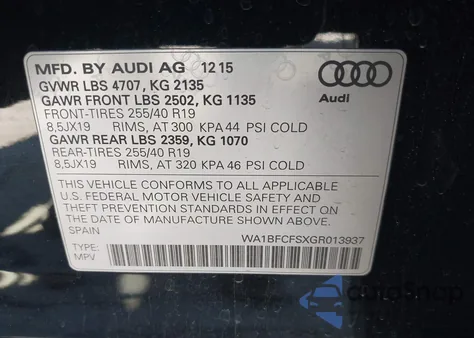 MFD. BY AUDI AG 12 15
GVWR LBS 4707, KG 2135
GAWR FRONT LBS 2502, KG 1135
FRONT-TIRES 255/40 R19
8,5JX19 RIMS, AT 300 KPA 44 PSI COLD
GAWR REAR LBS 2359, KG 1070
REAR-TIRES 255/40 R19
8,5JX19 RIMS, AT 320 KPA 46 PSI COLD
Audi
THIS VEHICLE CONFORMS TO ALL APPLICABLE
U.S. FEDERAL MOTOR VEHICLE SAFETY AND
THEFT PREVENTION STANDARDS IN EFFECT ON
THE DATE OF MANUFACTURE SHOWN ABOVE.
SPAIN
WA1BFCFSXGR013937
TYPE:
MPV
autoSnap